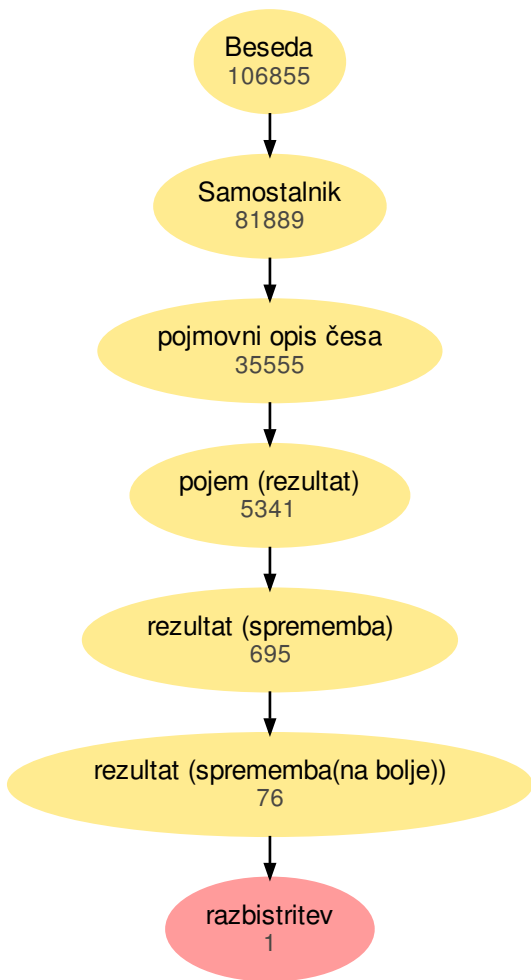 Beseda
106855
Samostalnik
81889
pojmovni opis česa
35555
pojem (rezultat)
5341
rezultat (sprememba)
695
rezultat (sprememba(na bolje))
76
razbistritev
1